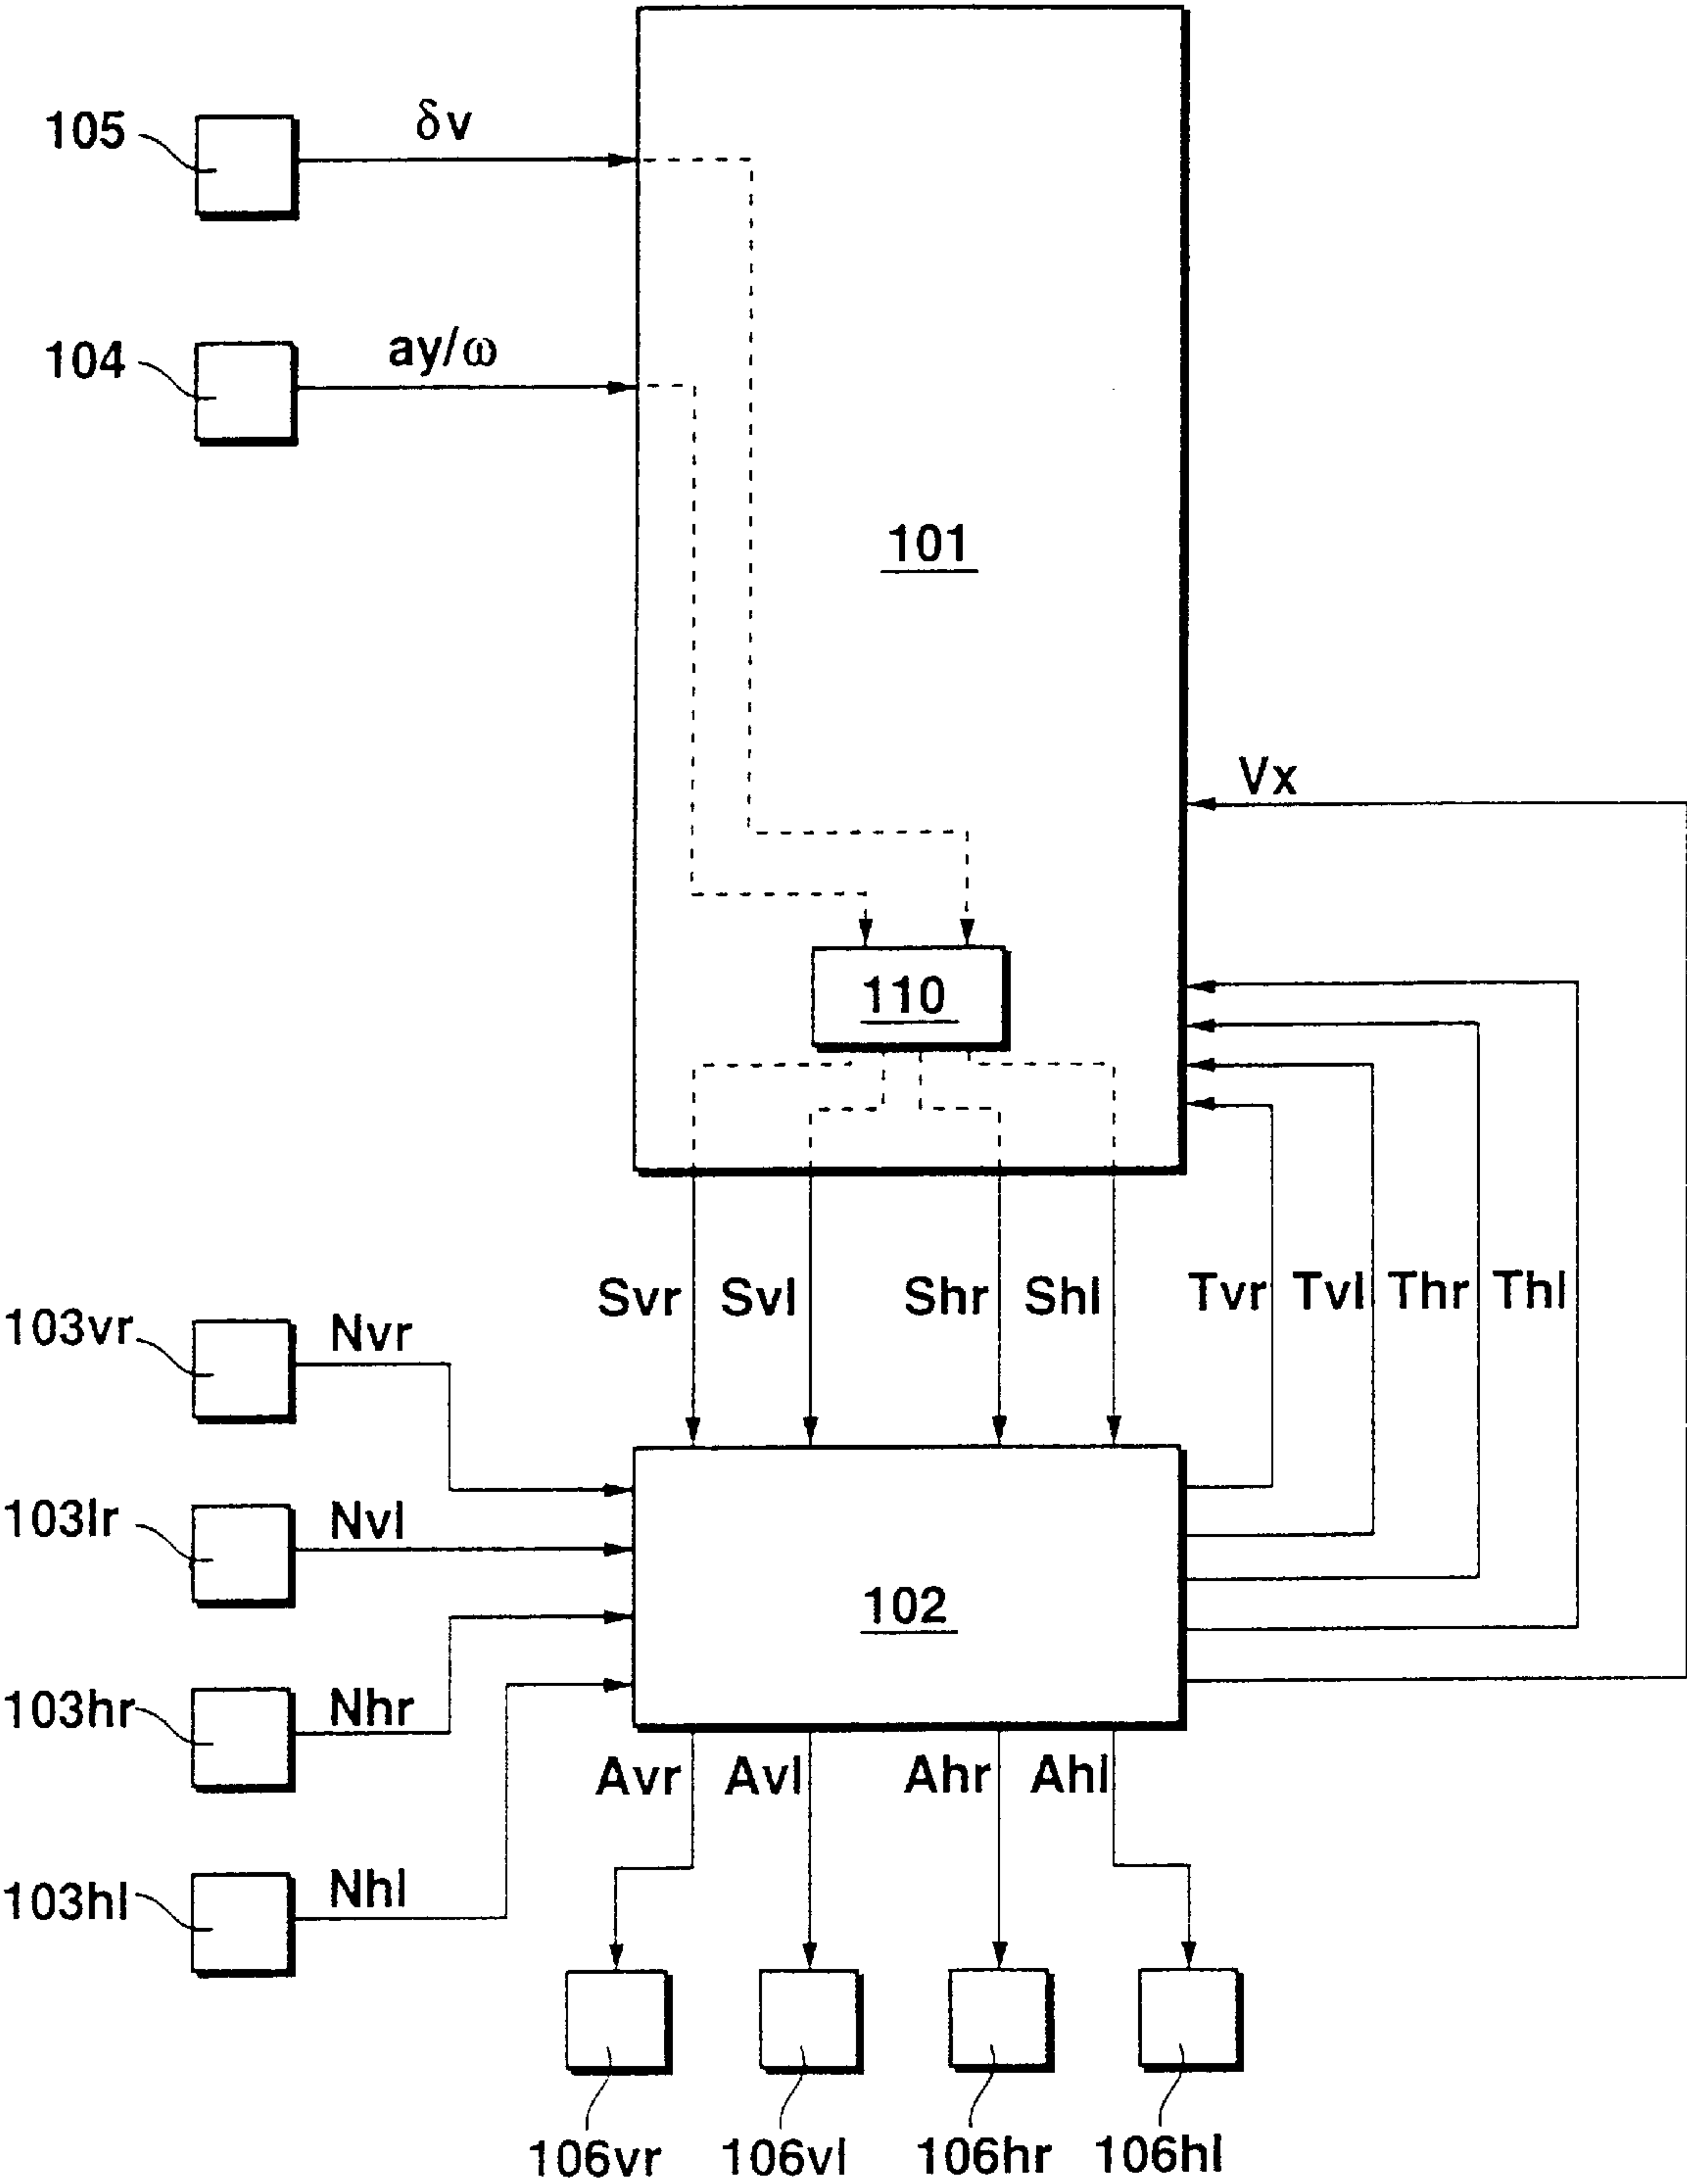 105
δv
104
ay/ω
101
Vx
110
Svr Svl Shr Shl Tvr Tvl Thr Thl
103vr
Nvr
103lr
Nvl
102
103hr
Nhr
Avr Avl Ahr Ahl
103hl
Nhl
106vr 106vl 106hr 106hl